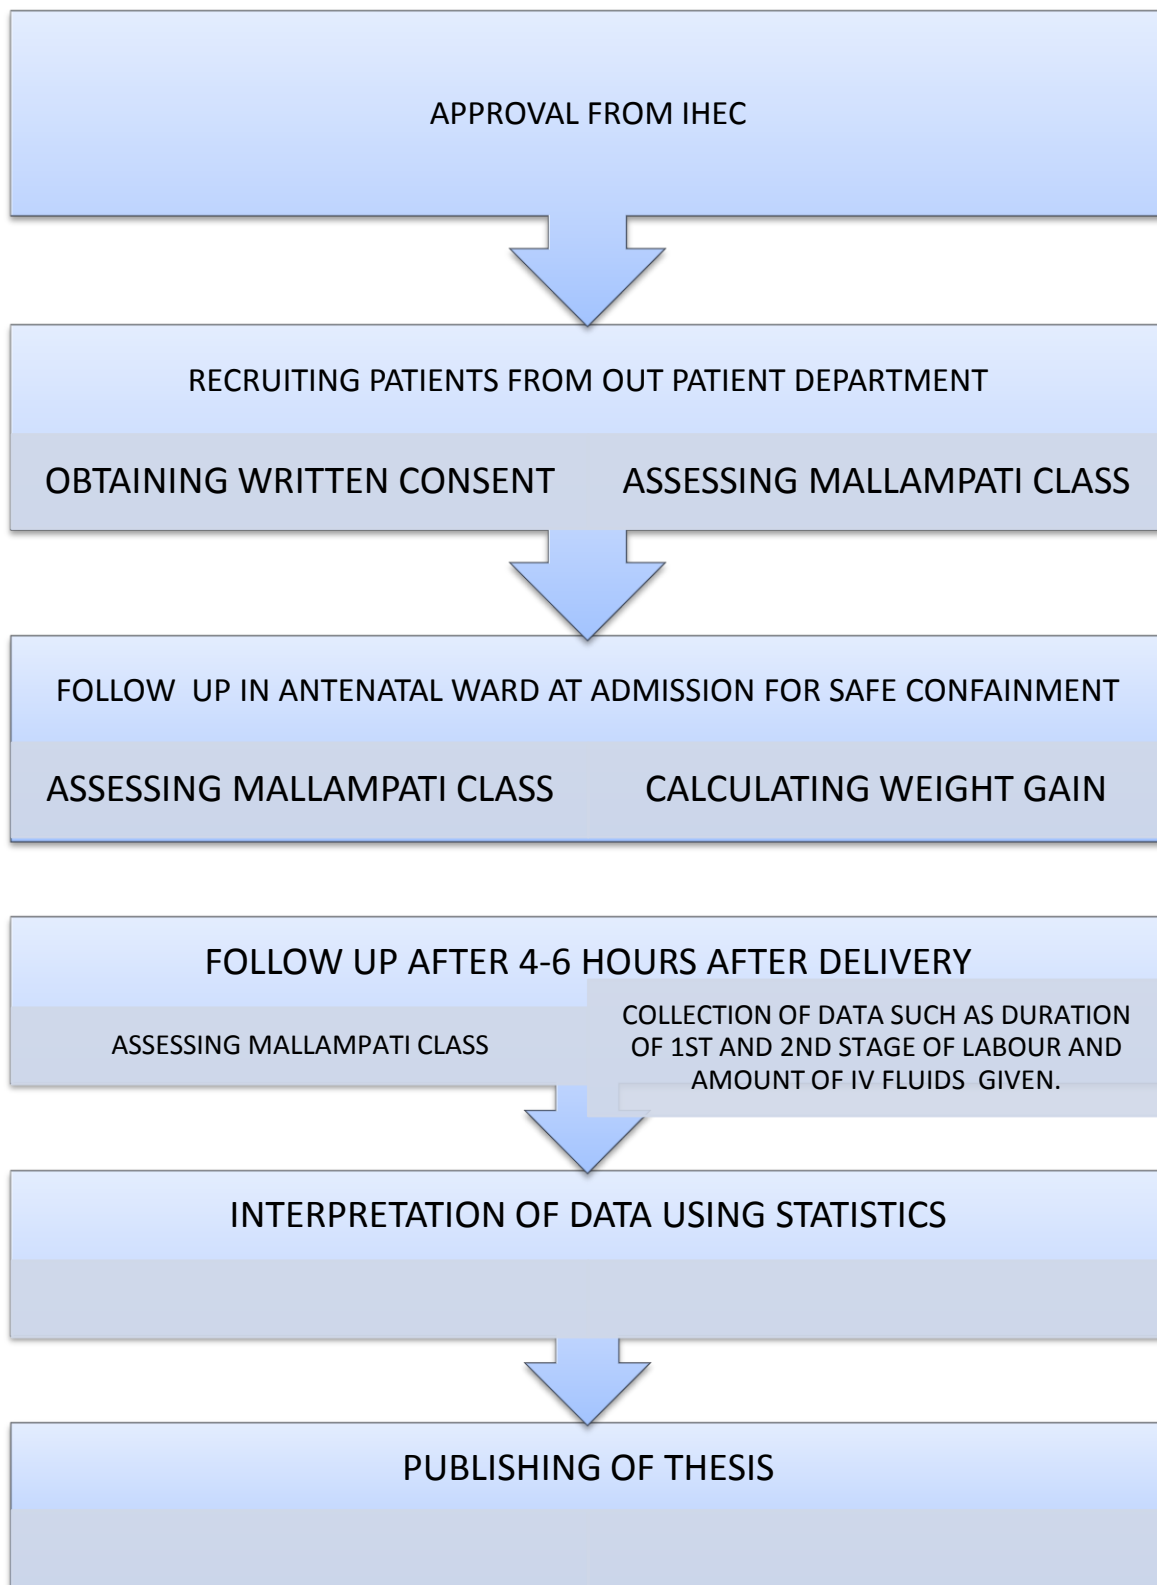 APPROVAL FROM IHEC
RECRUITING PATIENTS FROM OUT PATIENT DEPARTMENT
OBTAINING WRITTEN CONSENT
ASSESSING MALLAMPATI CLASS
FOLLOW UP IN ANTENATAL WARD AT ADMISSION FOR SAFE CONFAINMENT
ASSESSING MALLAMPATI CLASS
CALCULATING WEIGHT GAIN
FOLLOW UP AFTER 4-6 HOURS AFTER DELIVERY
ASSESSING MALLAMPATI CLASS
COLLECTION OF DATA SUCH AS DURATION
OF 1ST AND 2ND STAGE OF LABOUR AND
AMOUNT OF IV FLUIDS GIVEN.
INTERPRETATION OF DATA USING STATISTICS
PUBLISHING OF THESIS